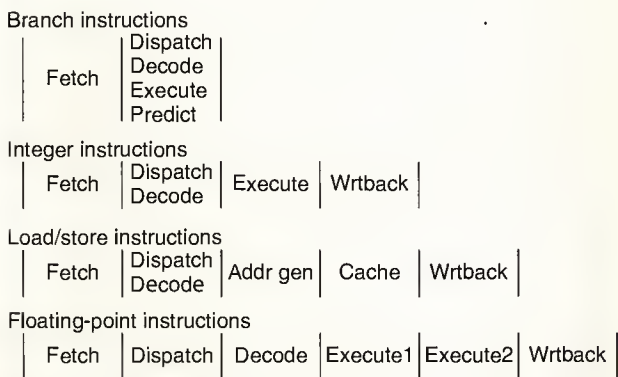 Branch instructions
Fetch
Dispatch
Decode
Execute
Predict
Integer instructions
Fetch
Dispatch
Decode
Execute
Wrtback
Load/store instructions
Fetch
Dispatch
Decode
Addr gen
Cache
Wrtback
Floating-point instructions
Fetch
Dispatch
Decode
Execute1
Execute2
Wrtback